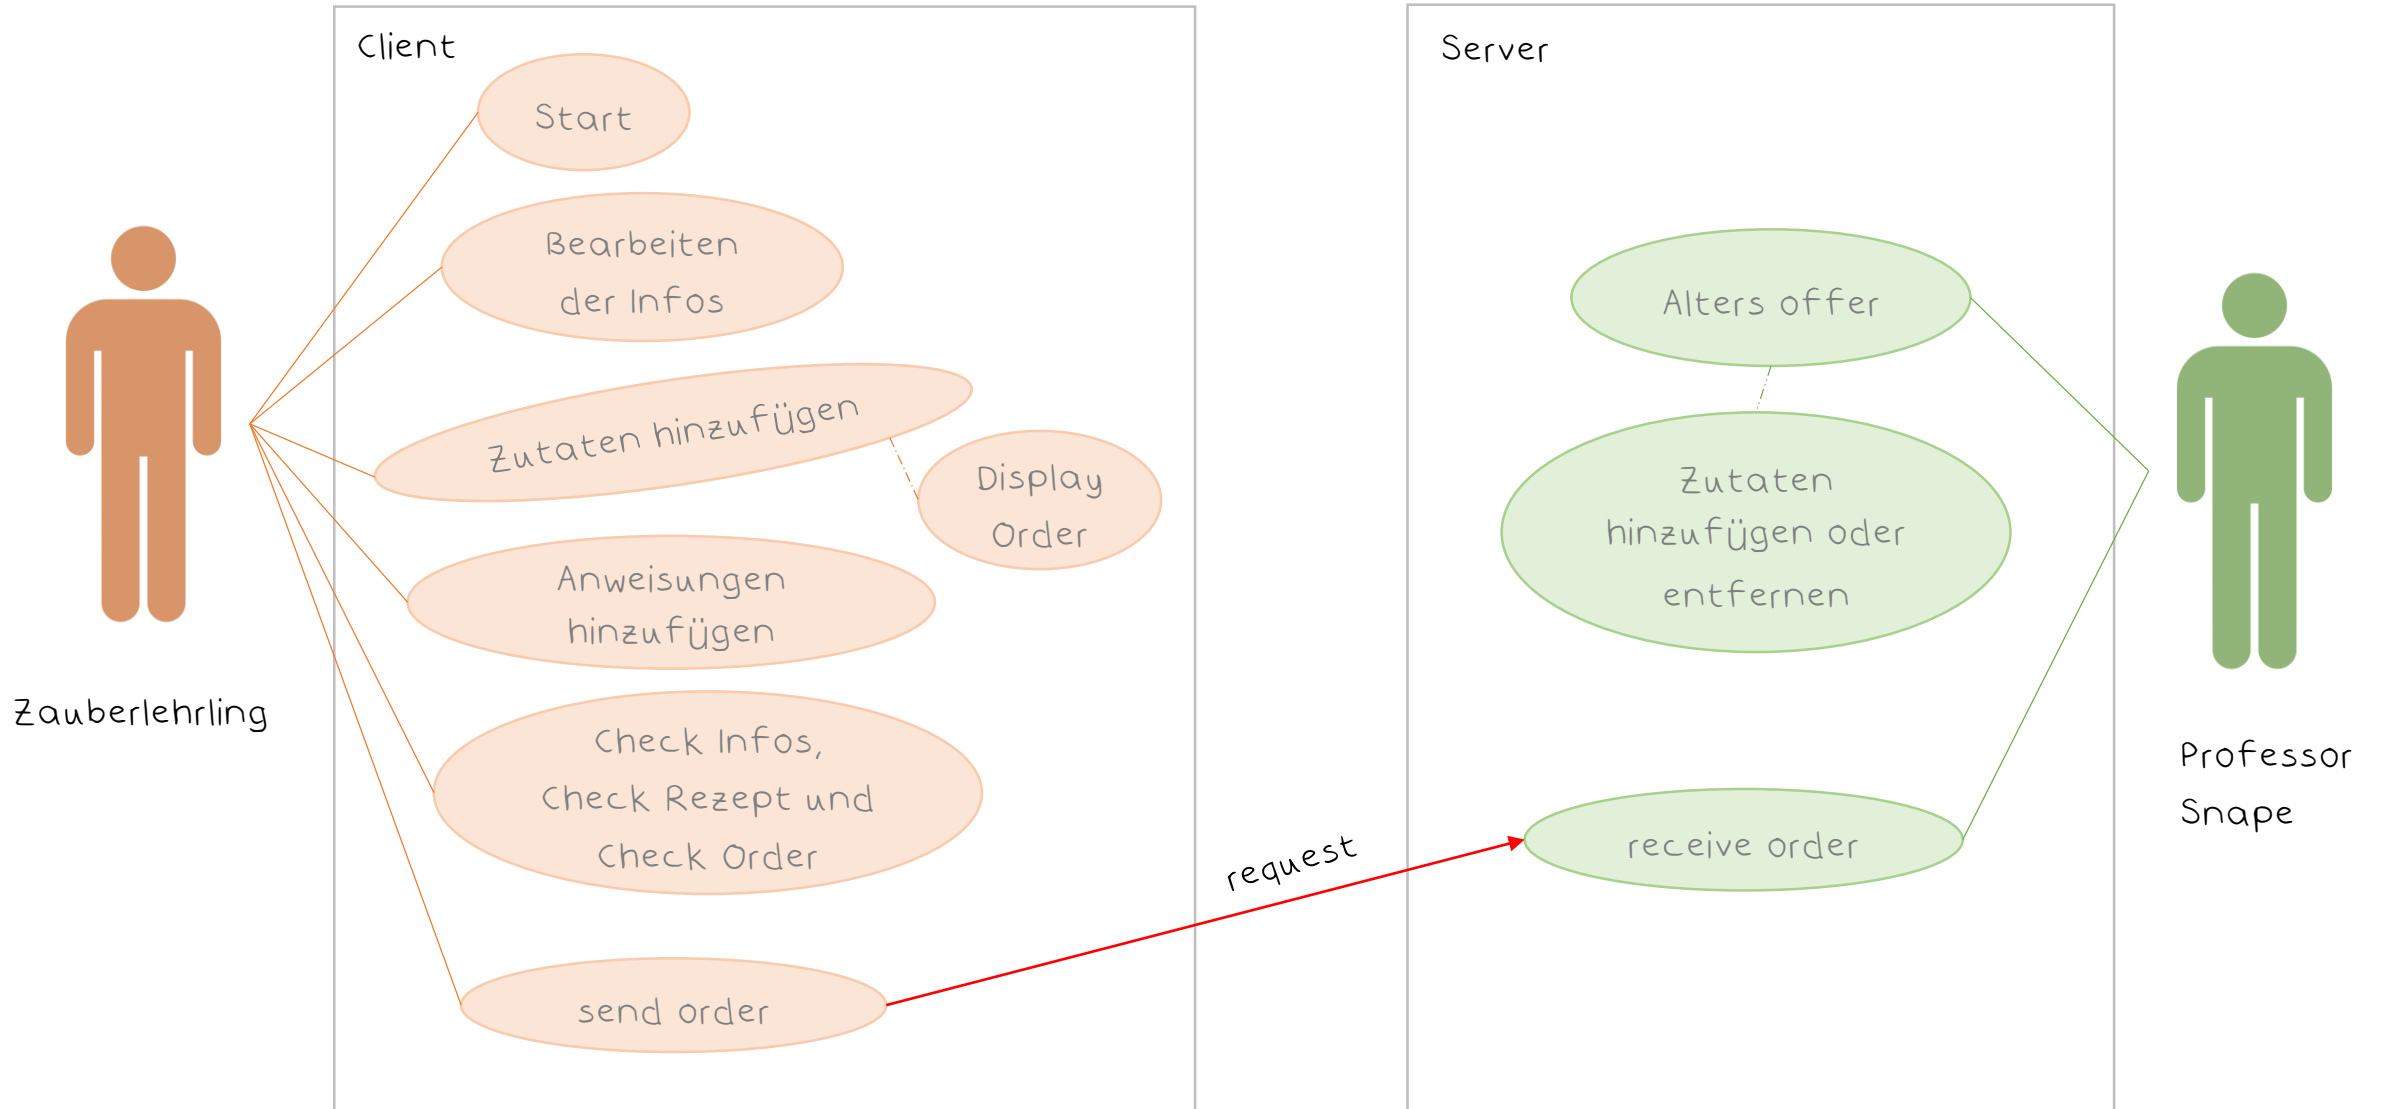 Client
Start
Bearbeiten
der Infos
Zutaten hinzufügen
Display
Order
Anweisungen
hinzufügen
Check Infos,
Check Rezept und
Check Order
send order
Zauberlehrling
request
Server
Alters offer
Zutaten
hinzufügen oder
entfernen
receive order
Professor
Snape